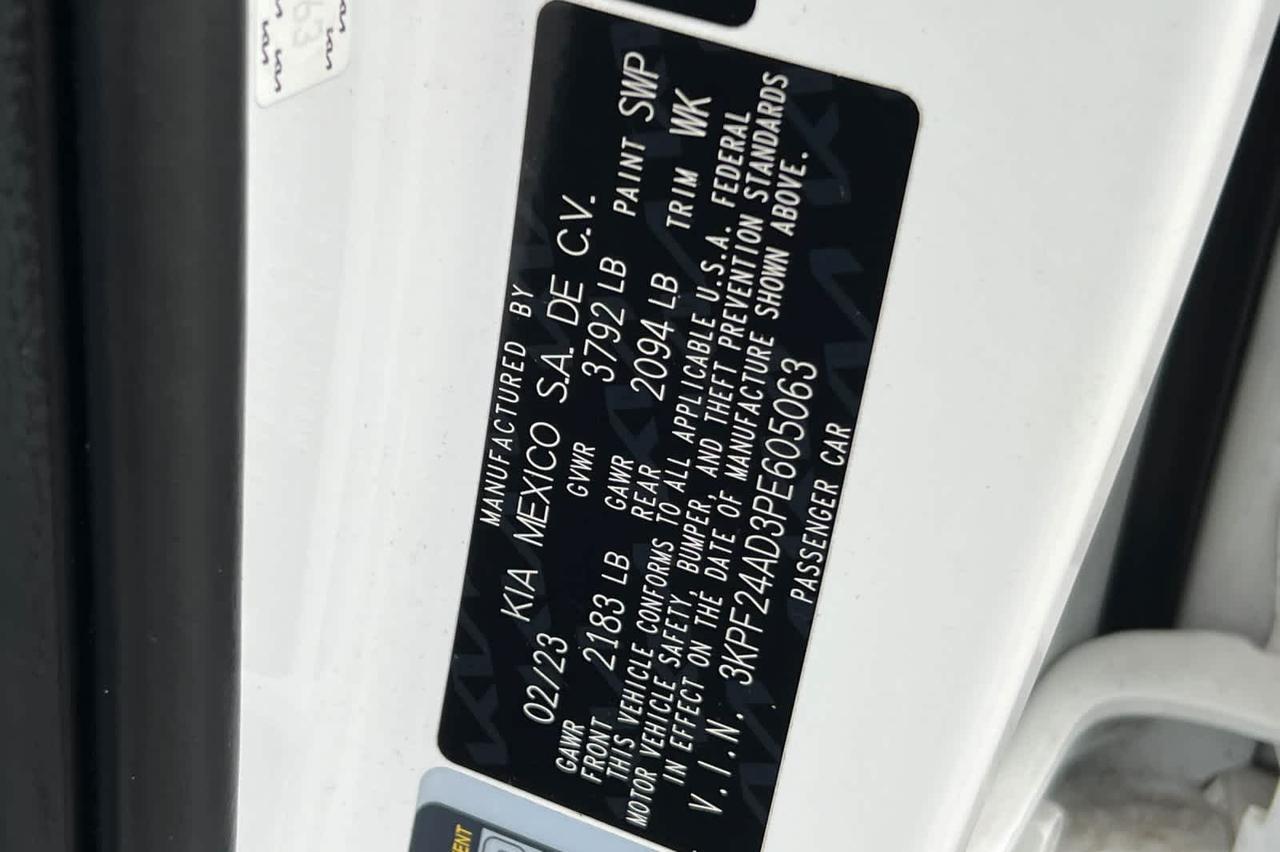 MANUFACTURED BY
02/23 KIA MEXICO S.A. DE C.V.
GVWR 3792 LB PAINT SWP
GAWR FRONT 2183 LB GAWR REAR 2094 LB TRIM WK
THIS VEHICLE CONFORMS TO ALL APPLICABLE U.S.A. FEDERAL
MOTOR VEHICLE SAFETY, BUMPER, AND THEFT PREVENTION STANDARDS
IN EFFECT ON THE DATE OF MANUFACTURE SHOWN ABOVE.
V.I.N. 3KPF24AD3PE605063
PASSENGER CAR
63
ENT